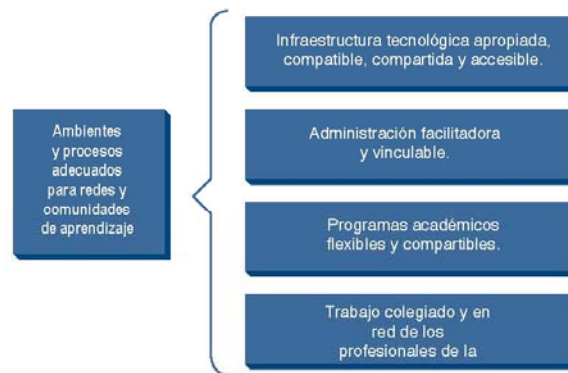 Ambientes
y procesos
adecuados
para redes y
comunidades
de aprendizaje
Infraestructura tecnológica apropiada,
compatible, compartida y accesible.
Administración facilitadora
y vinculable.
Programas académicos
flexibles y compartibles.
Trabajo colegiado y en
red de los
profesionales de la